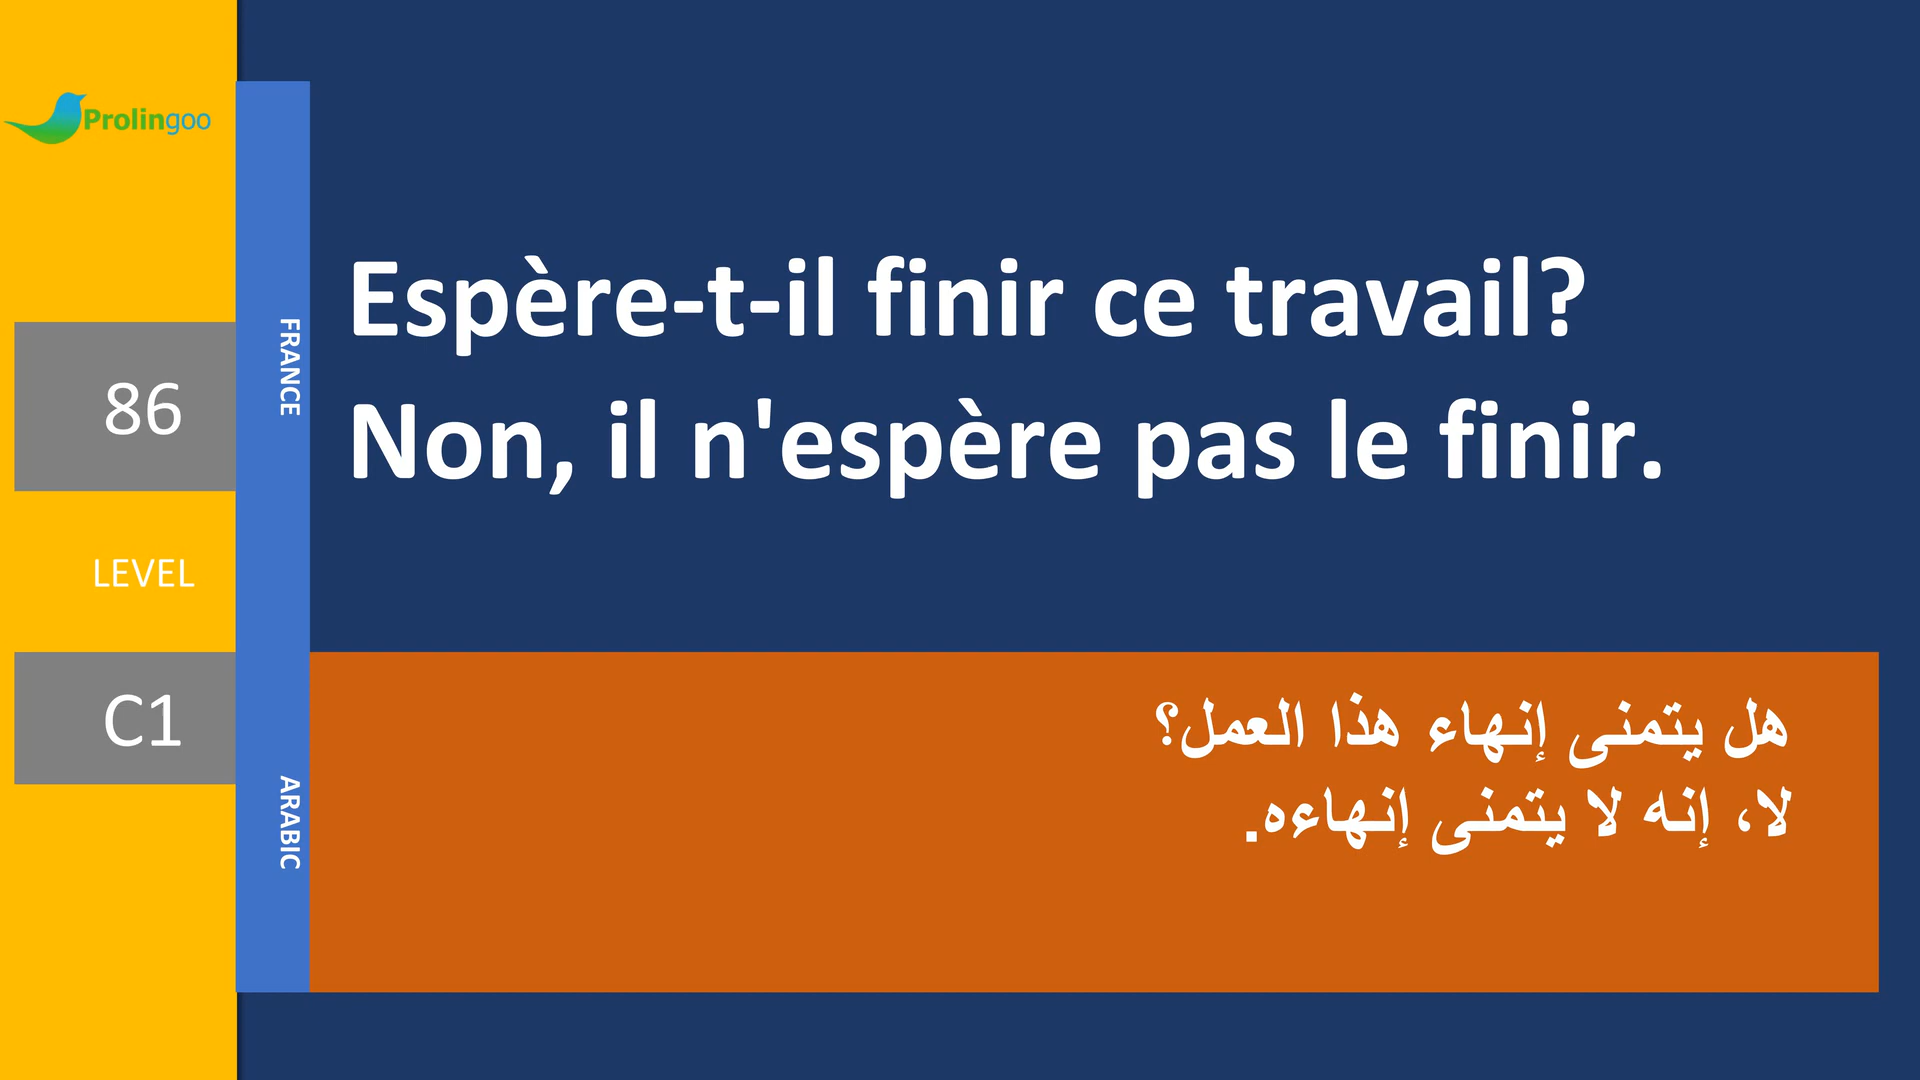 Prolingoo
86
LEVEL
C1
FRANCE
Espère-t-il finir ce travail?
Non, il n'espère pas le finir.
ARABIC
هل يتمنى إنهاء هذا العمل؟
لا، إنه لا يتمنى إنهاءه.